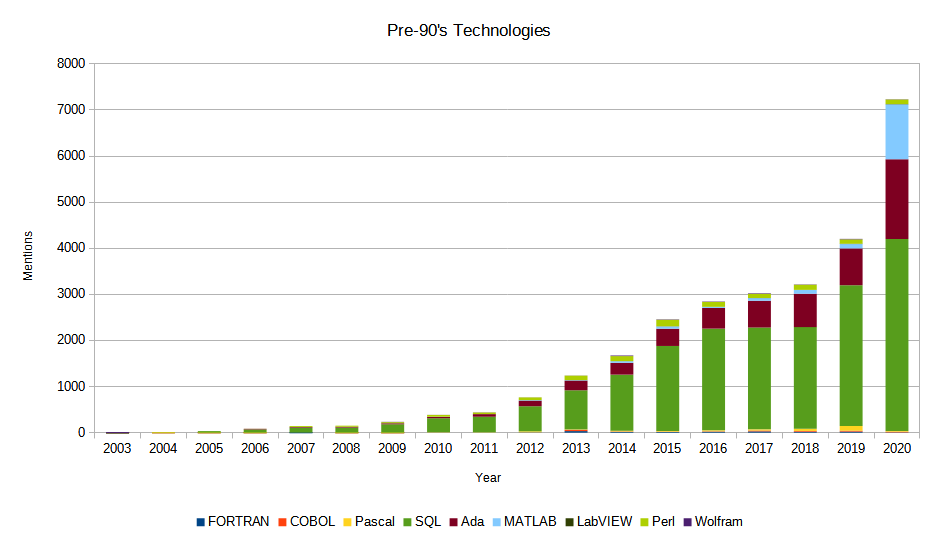 Pre-90's Technologies
8000
7000
6000
5000
4000
3000
2000
1000
0
Mentions
2003 2004 2005 2006 2007 2008 2009 2010 2011 2012 2013 2014 2015 2016 2017 2018 2019 2020
Year
FORTRAN COBOL Pascal SQL Ada MATLAB LabVIEW Perl Wolfram